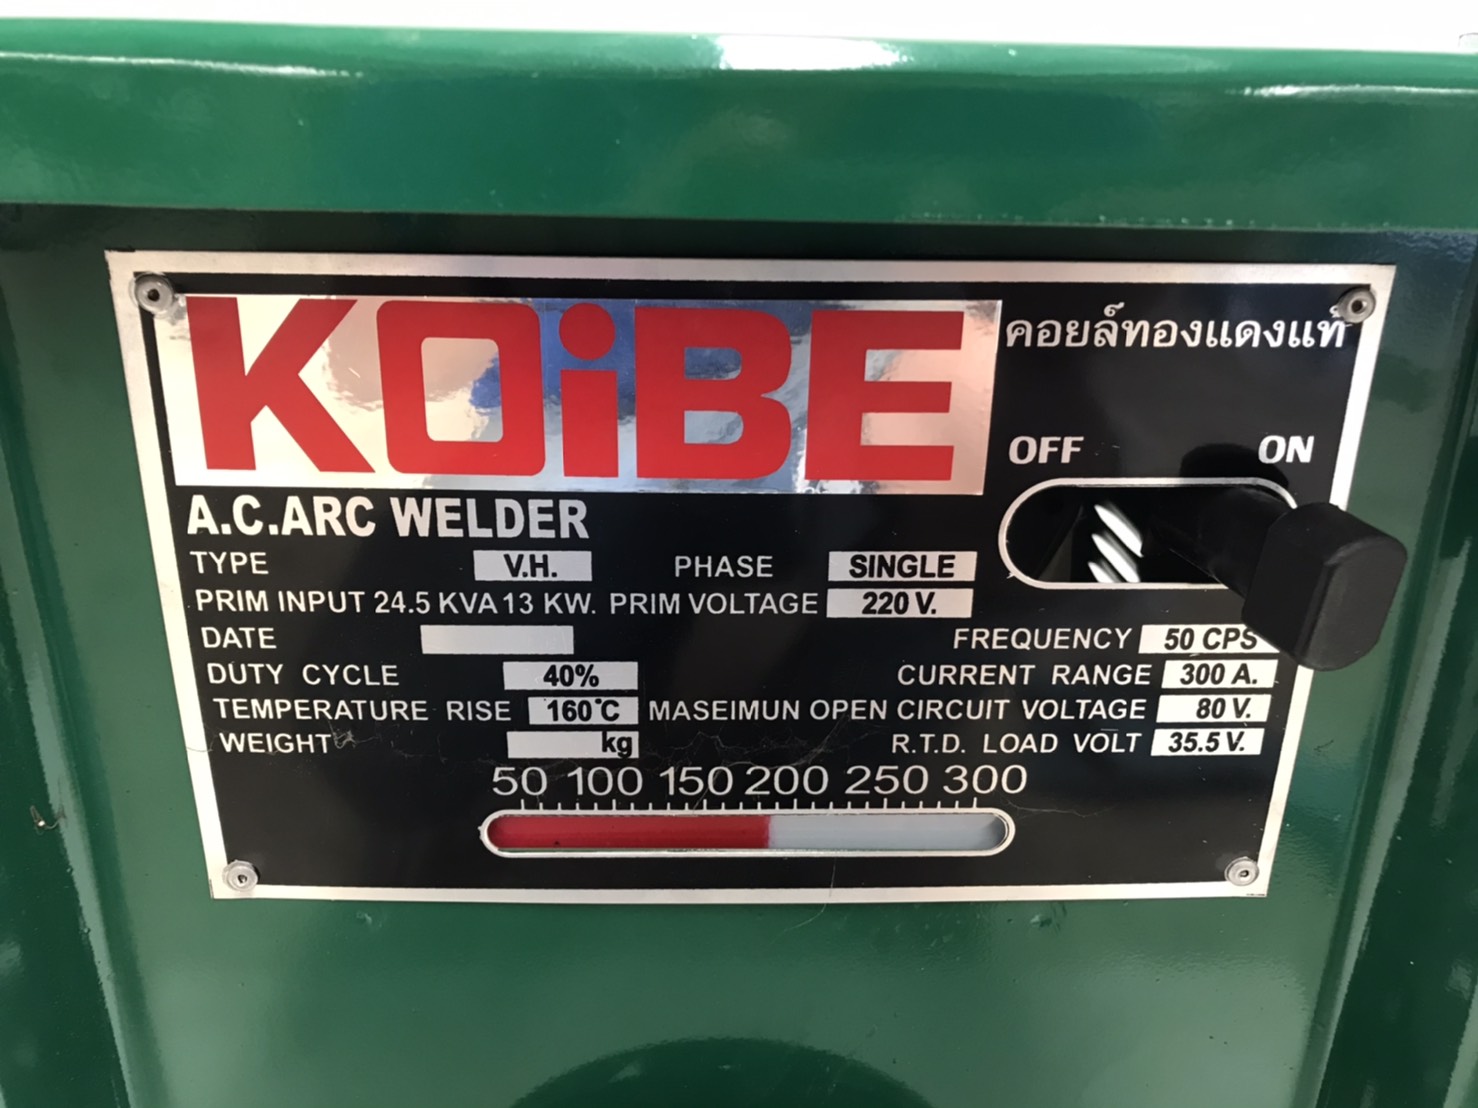 KOiBE
คอยล์ทองแดงแท้
OFF ON
A.C.ARC WELDER
TYPE V.H. PHASE SINGLE
PRIM INPUT 24.5 KVA 13 KW. PRIM VOLTAGE 220 V.
DATE FREQUENCY 50 CPS
DUTY CYCLE 40% CURRENT RANGE 300 A.
TEMPERATURE RISE 160°C MASEIMUN OPEN CIRCUIT VOLTAGE 80 V.
WEIGHT kg R.T.D. LOAD VOLT 35.5 V.
50 100 150 200 250 300